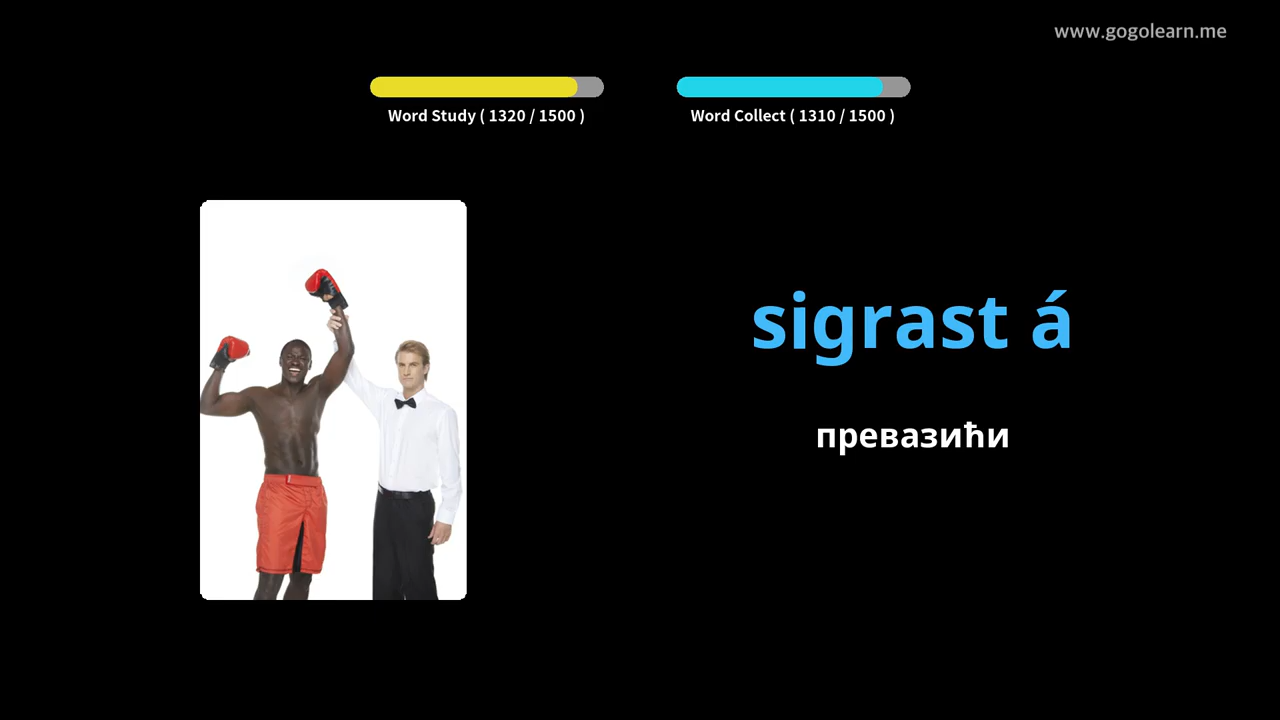 www.gogolearn.me
Word Study ( 1320 / 1500 )
Word Collect ( 1310 / 1500 )
sigrast á
превазићи